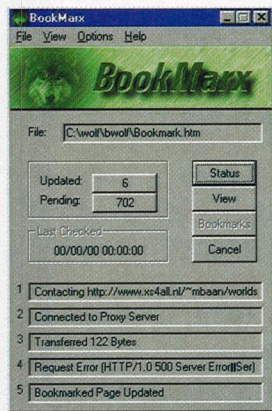 BookMarx
File View Options Help
BookMarx
File: C:\wolf\bwolf\Bookmark.htm
Updated: 6
Pending: 702
Last Checked
00/00/00 00:00:00
Status
View
Bookmarks
Cancel
1 Contacting http://www.xs4all.nl/~mbaan/worlds
2 Connected to Proxy Server
3 Transferred 122 Bytes
4 Request Error (HTTP/1.0 500 Server Error||Ser)
5 Bookmarked Page Updated